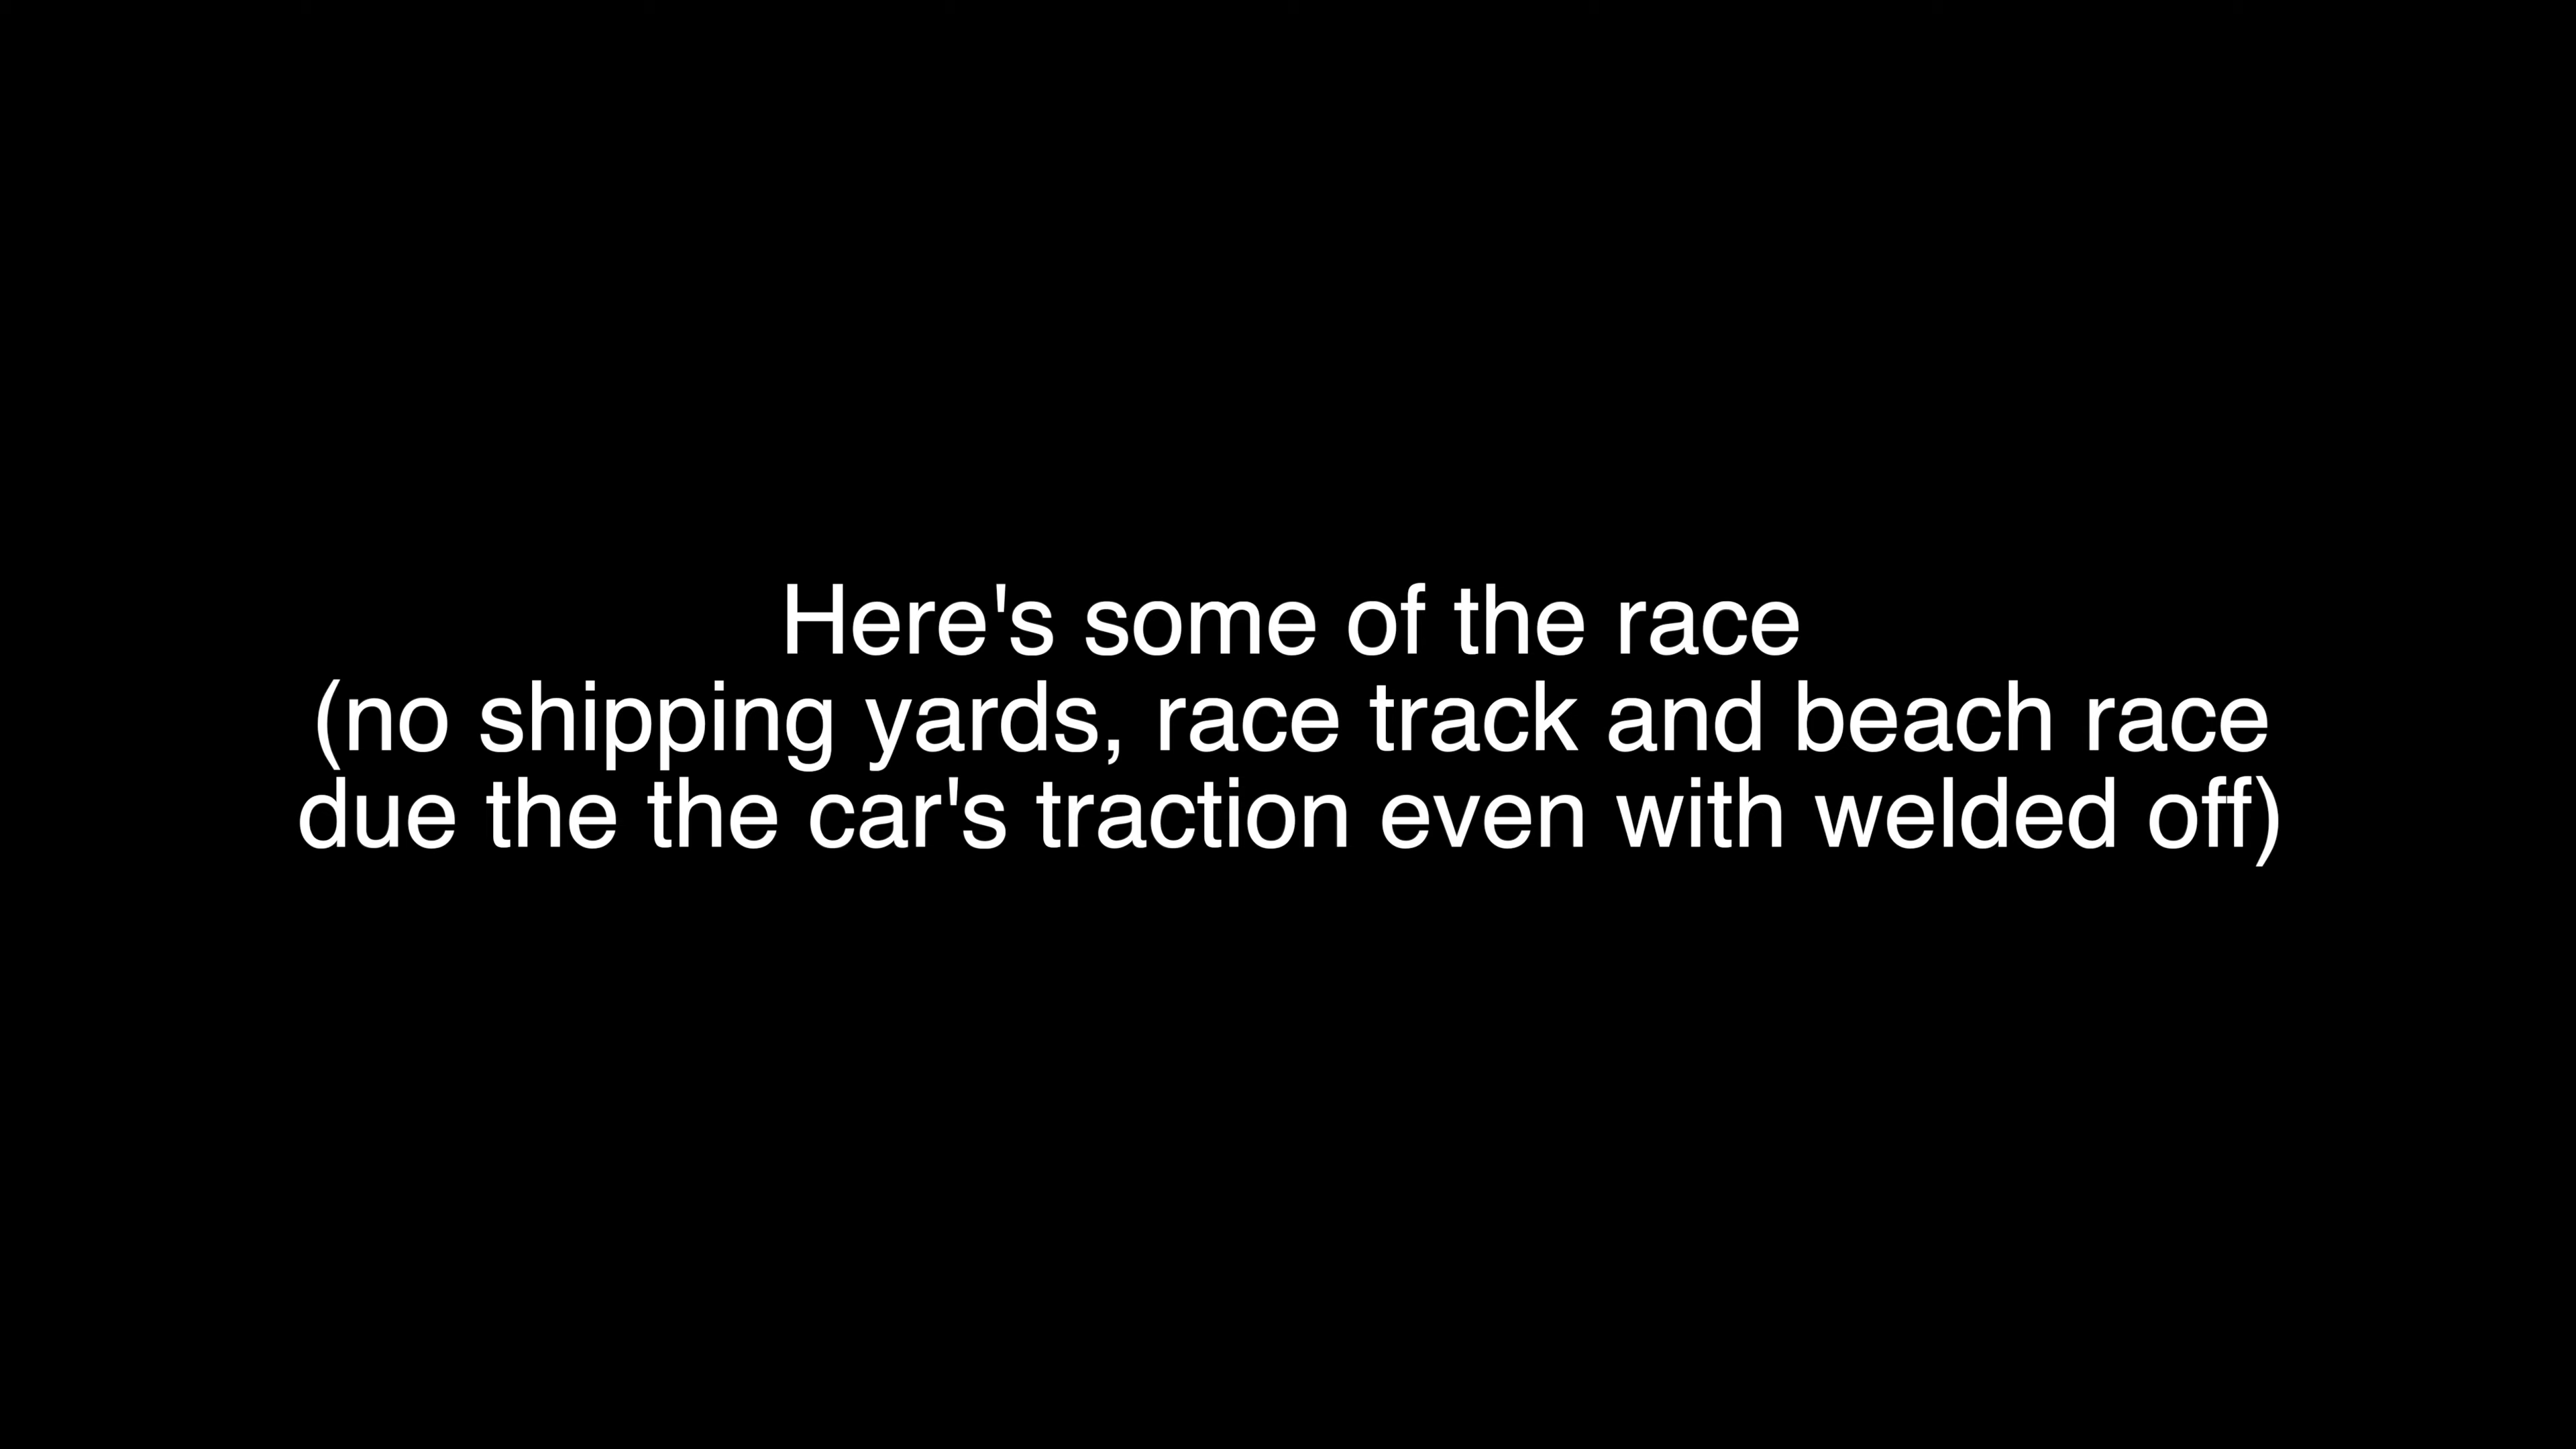 Here's some of the race
(no shipping yards, race track and beach race
due the the car's traction even with welded off)